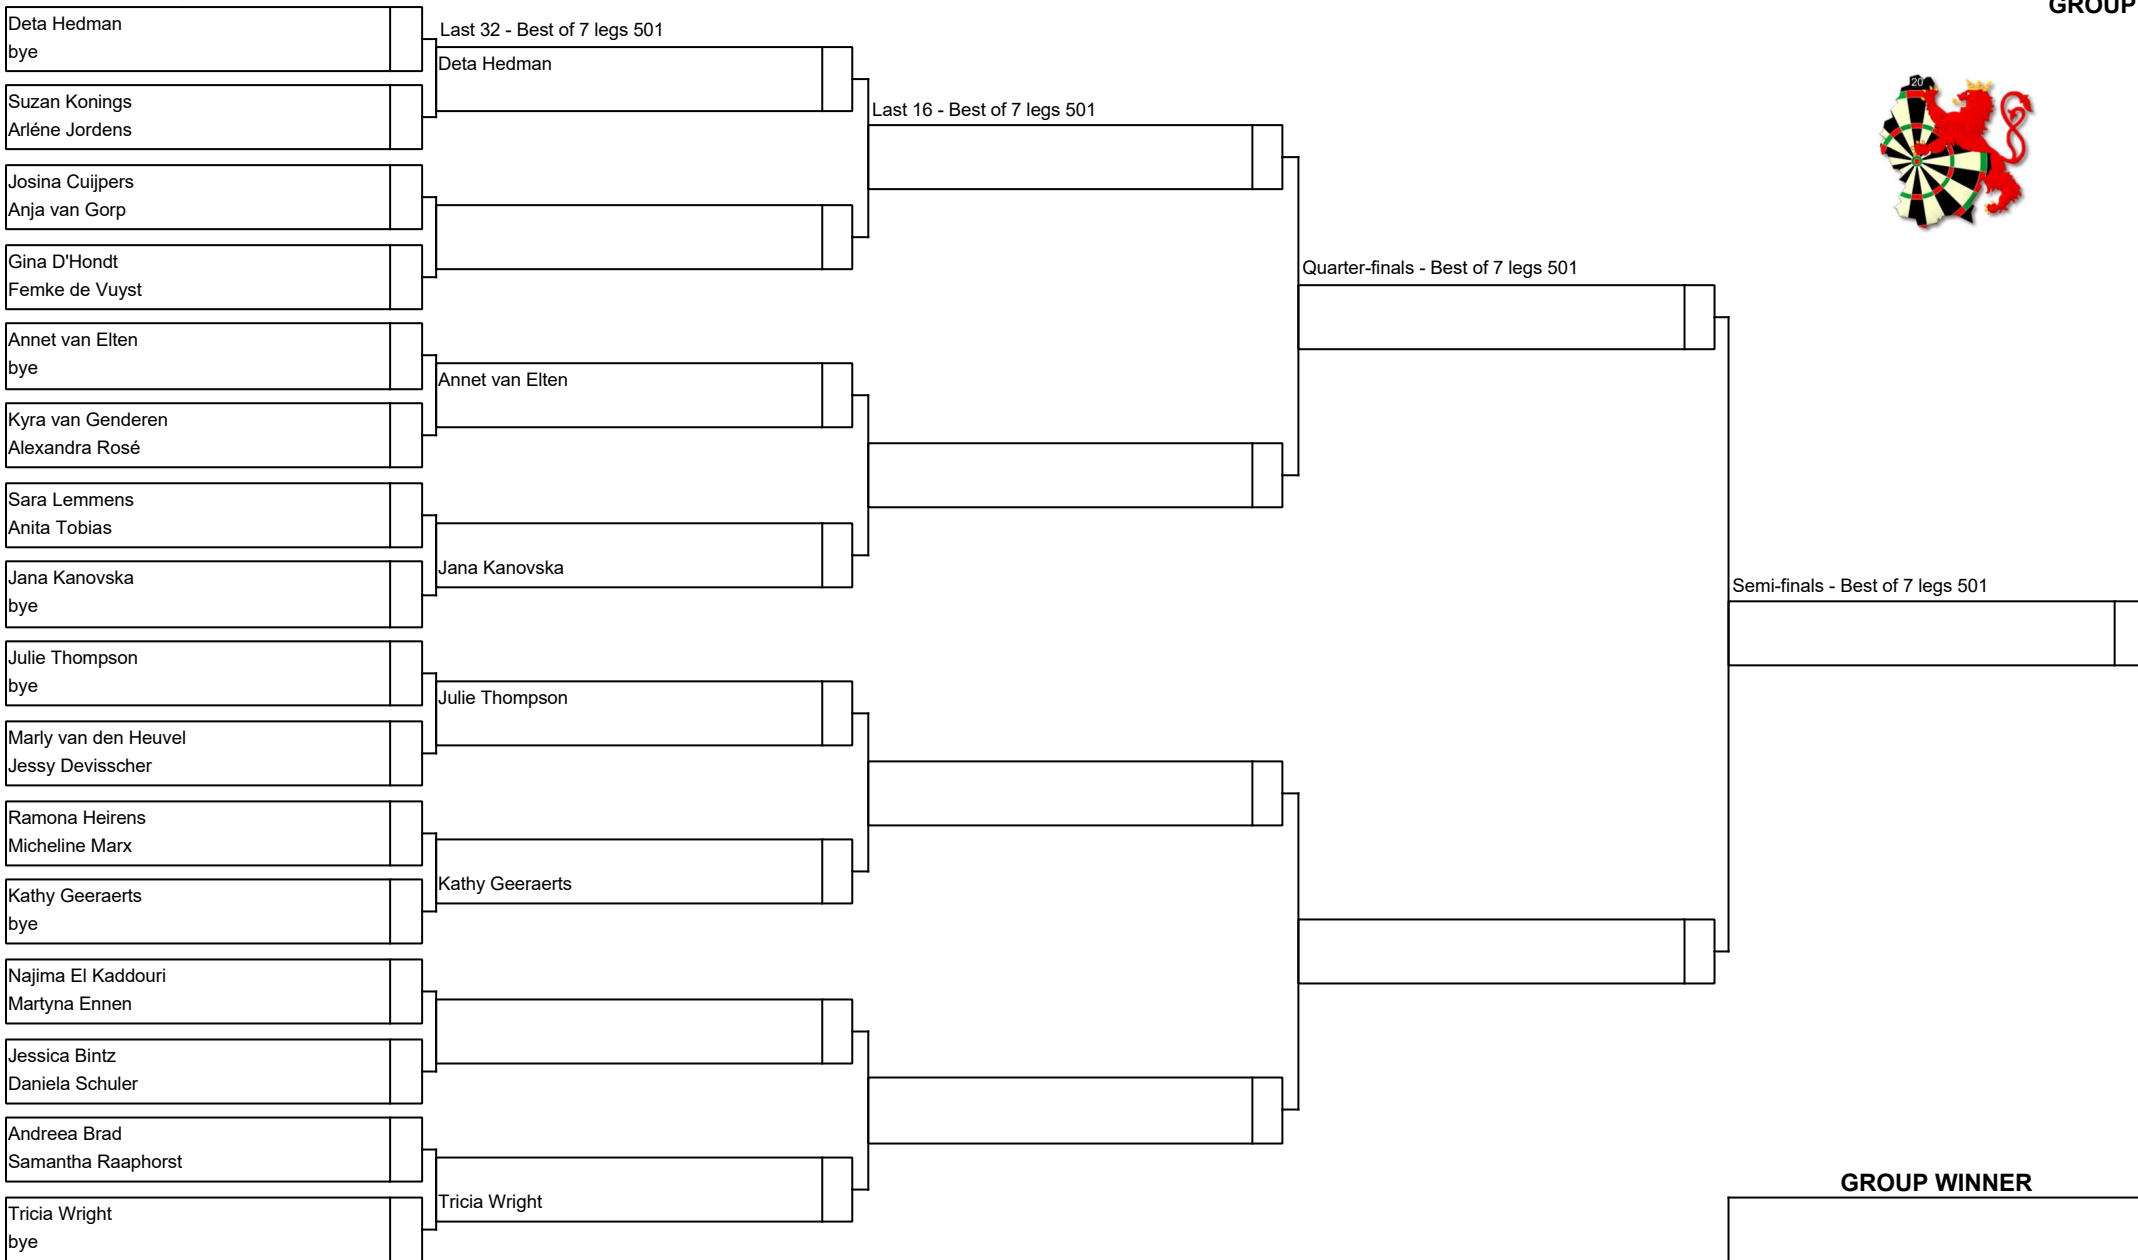 GROUP
Deta Hedman
bye
Suzan Konings
Arléne Jordens
Josina Cuijpers
Anja van Gorp
Gina D'Hondt
Femke de Vuyst
Annet van Elten
bye
Kyra van Genderen
Alexandra Rosé
Sara Lemmens
Anita Tobias
Jana Kanovska
bye
Julie Thompson
bye
Marly van den Heuvel
Jessy Devisscher
Ramona Heirens
Micheline Marx
Kathy Geeraerts
bye
Najima El Kaddouri
Martyna Ennen
Jessica Bintz
Daniela Schuler
Andreea Brad
Samantha Raaphorst
Tricia Wright
bye
Last 32 - Best of 7 legs 501
Deta Hedman
Annet van Elten
Jana Kanovska
Julie Thompson
Kathy Geeraerts
Tricia Wright
Last 16 - Best of 7 legs 501
Quarter-finals - Best of 7 legs 501
20
Semi-finals - Best of 7 legs 501
GROUP WINNER